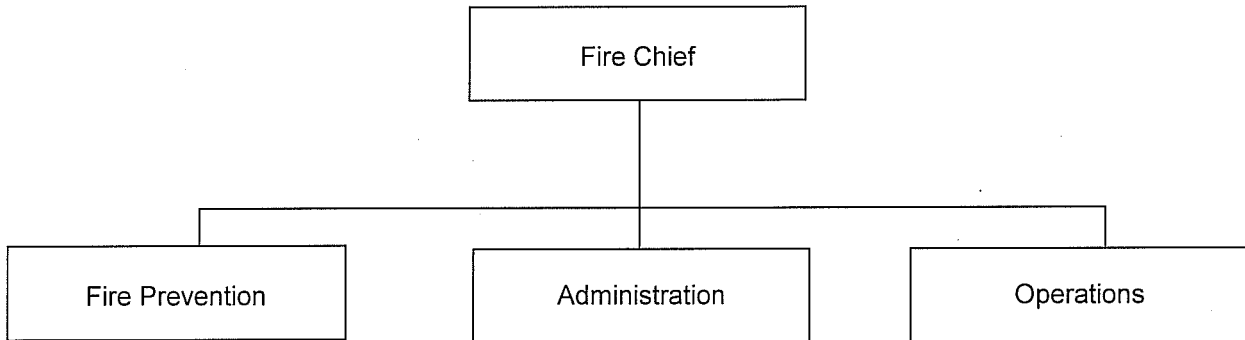 Fire Chief
Fire Prevention
Administration
Operations